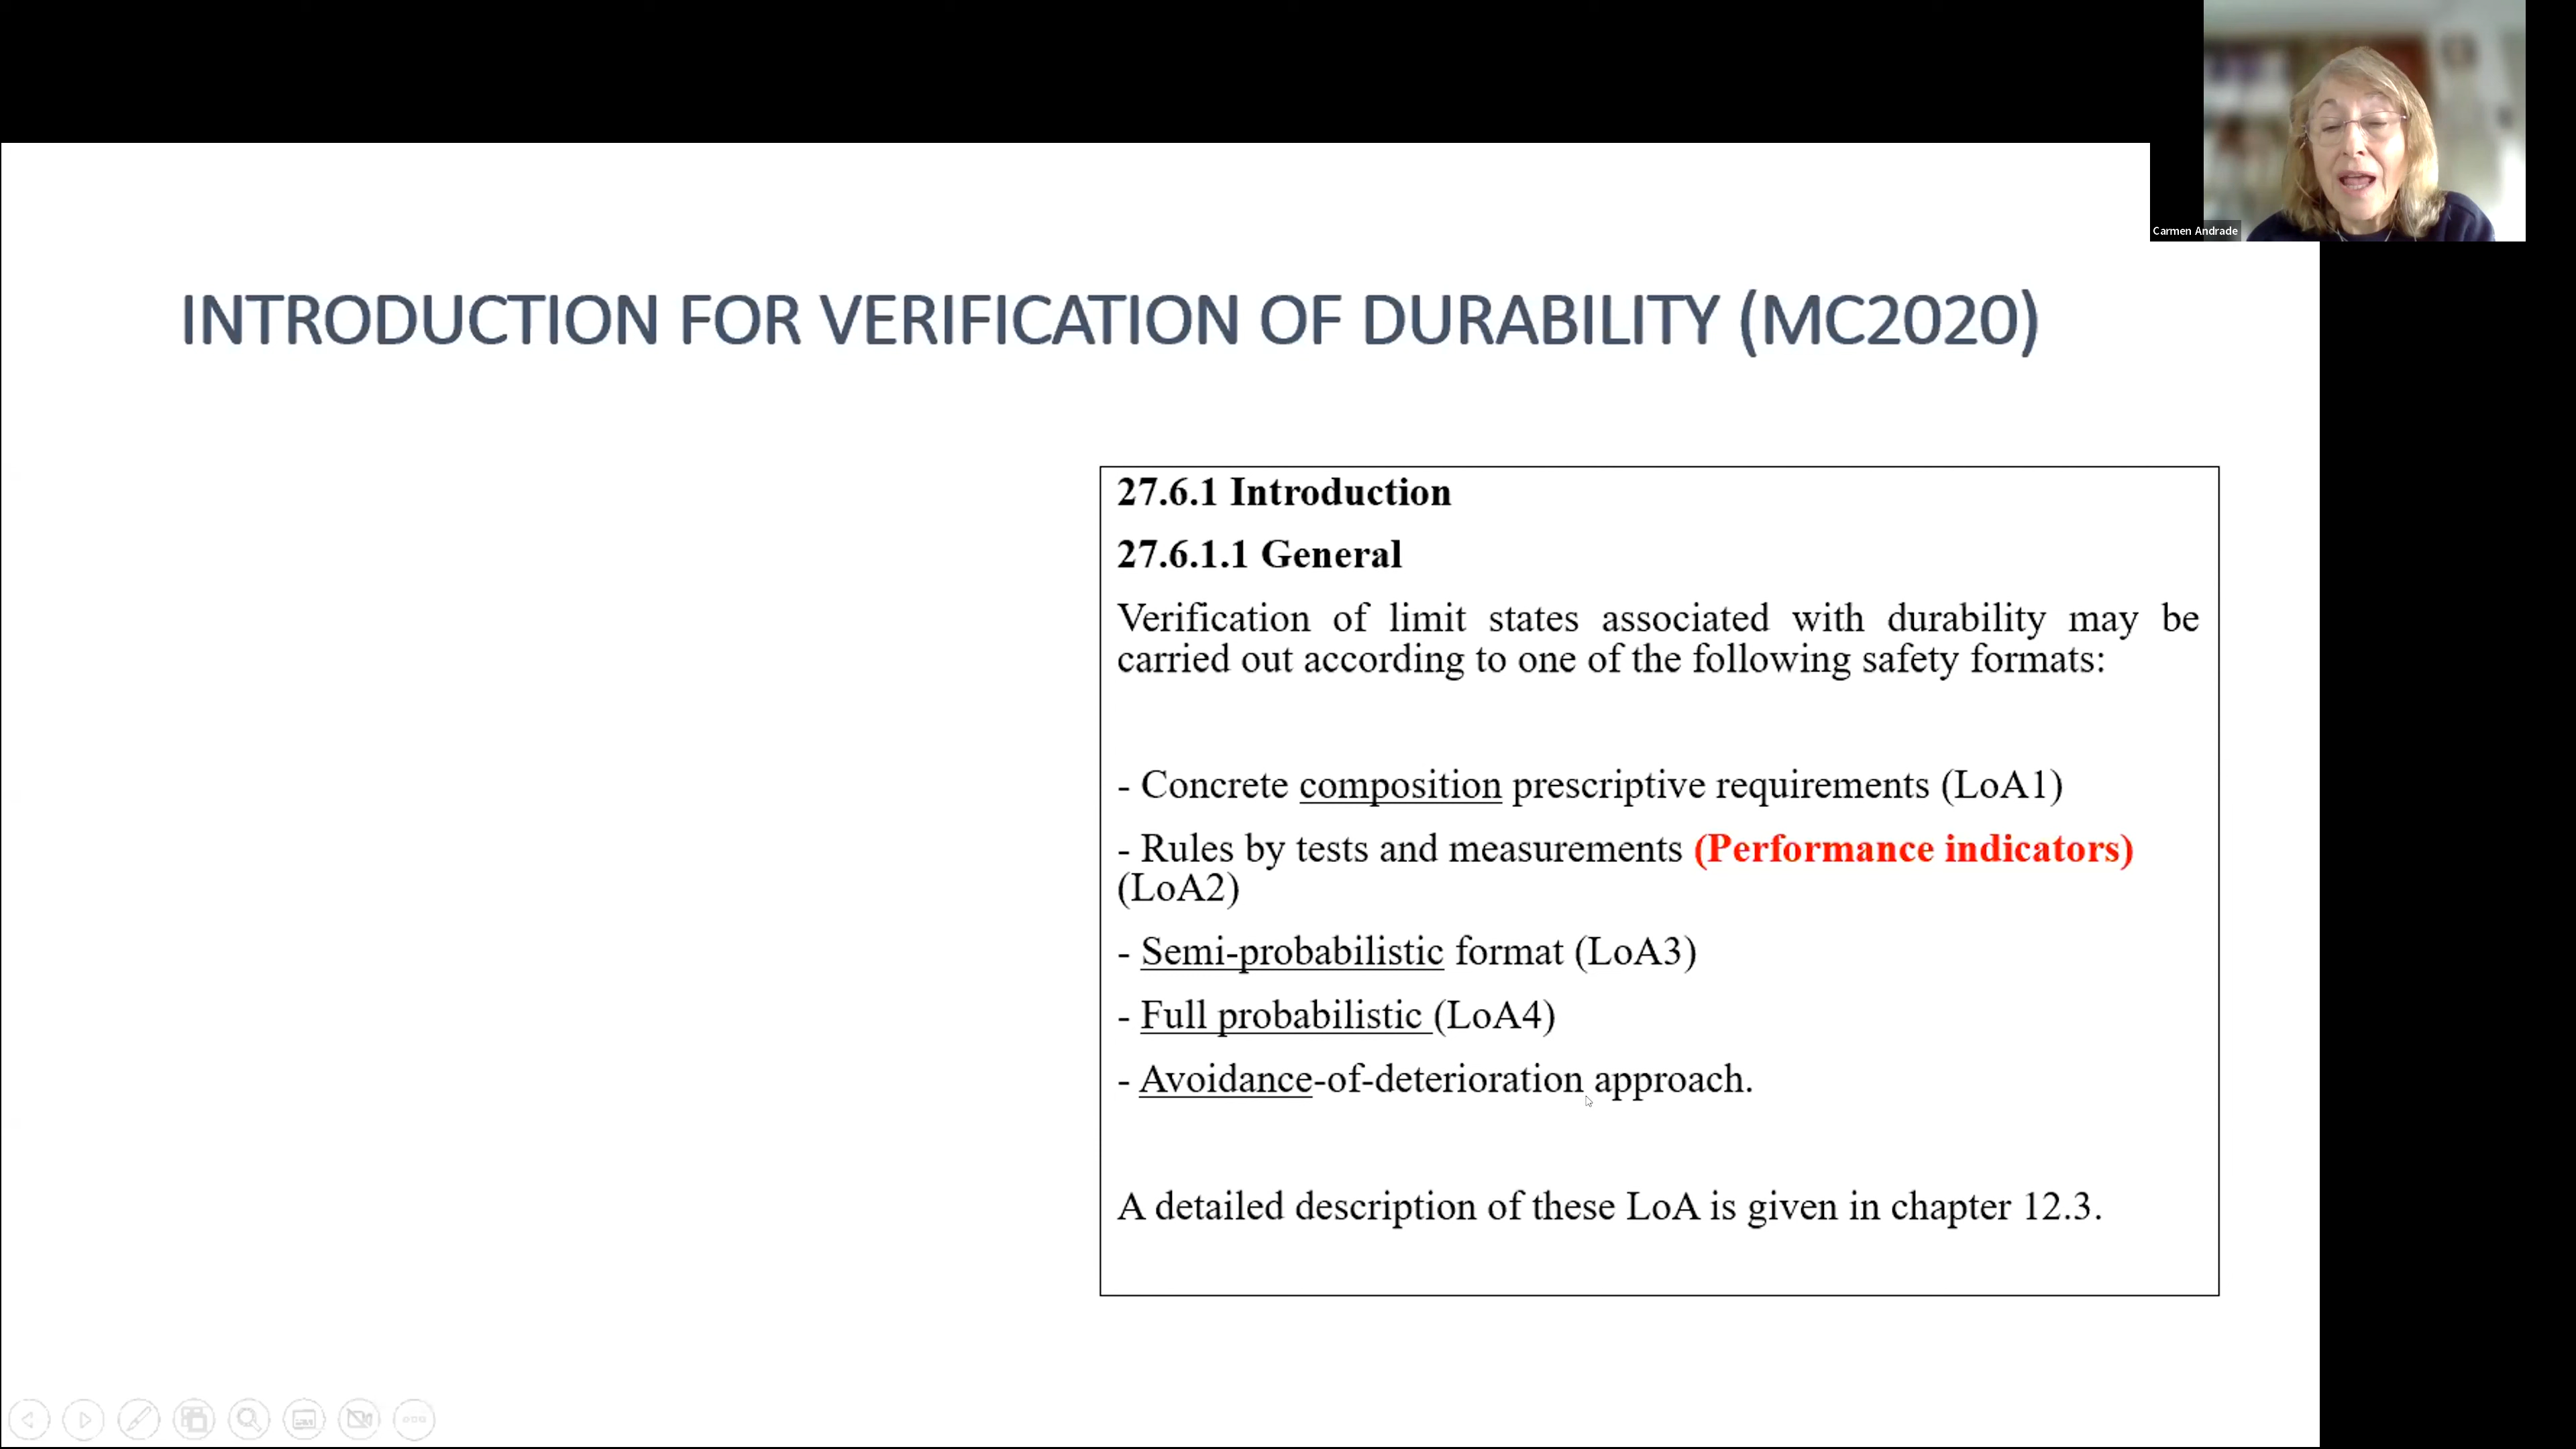 Carmen Andrade
INTRODUCTION FOR VERIFICATION OF DURABILITY (MC2020)
27.6.1 Introduction
27.6.1.1 General
Verification of limit states associated with durability may be
carried out according to one of the following safety formats:
- Concrete composition prescriptive requirements (LoA1)
- Rules by tests and measurements (Performance indicators)
(LoA2)
- Semi-probabilistic format (LoA3)
- Full probabilistic (LoA4)
- Avoidance-of-deterioration approach.
A detailed description of these LoA is given in chapter 12.3.